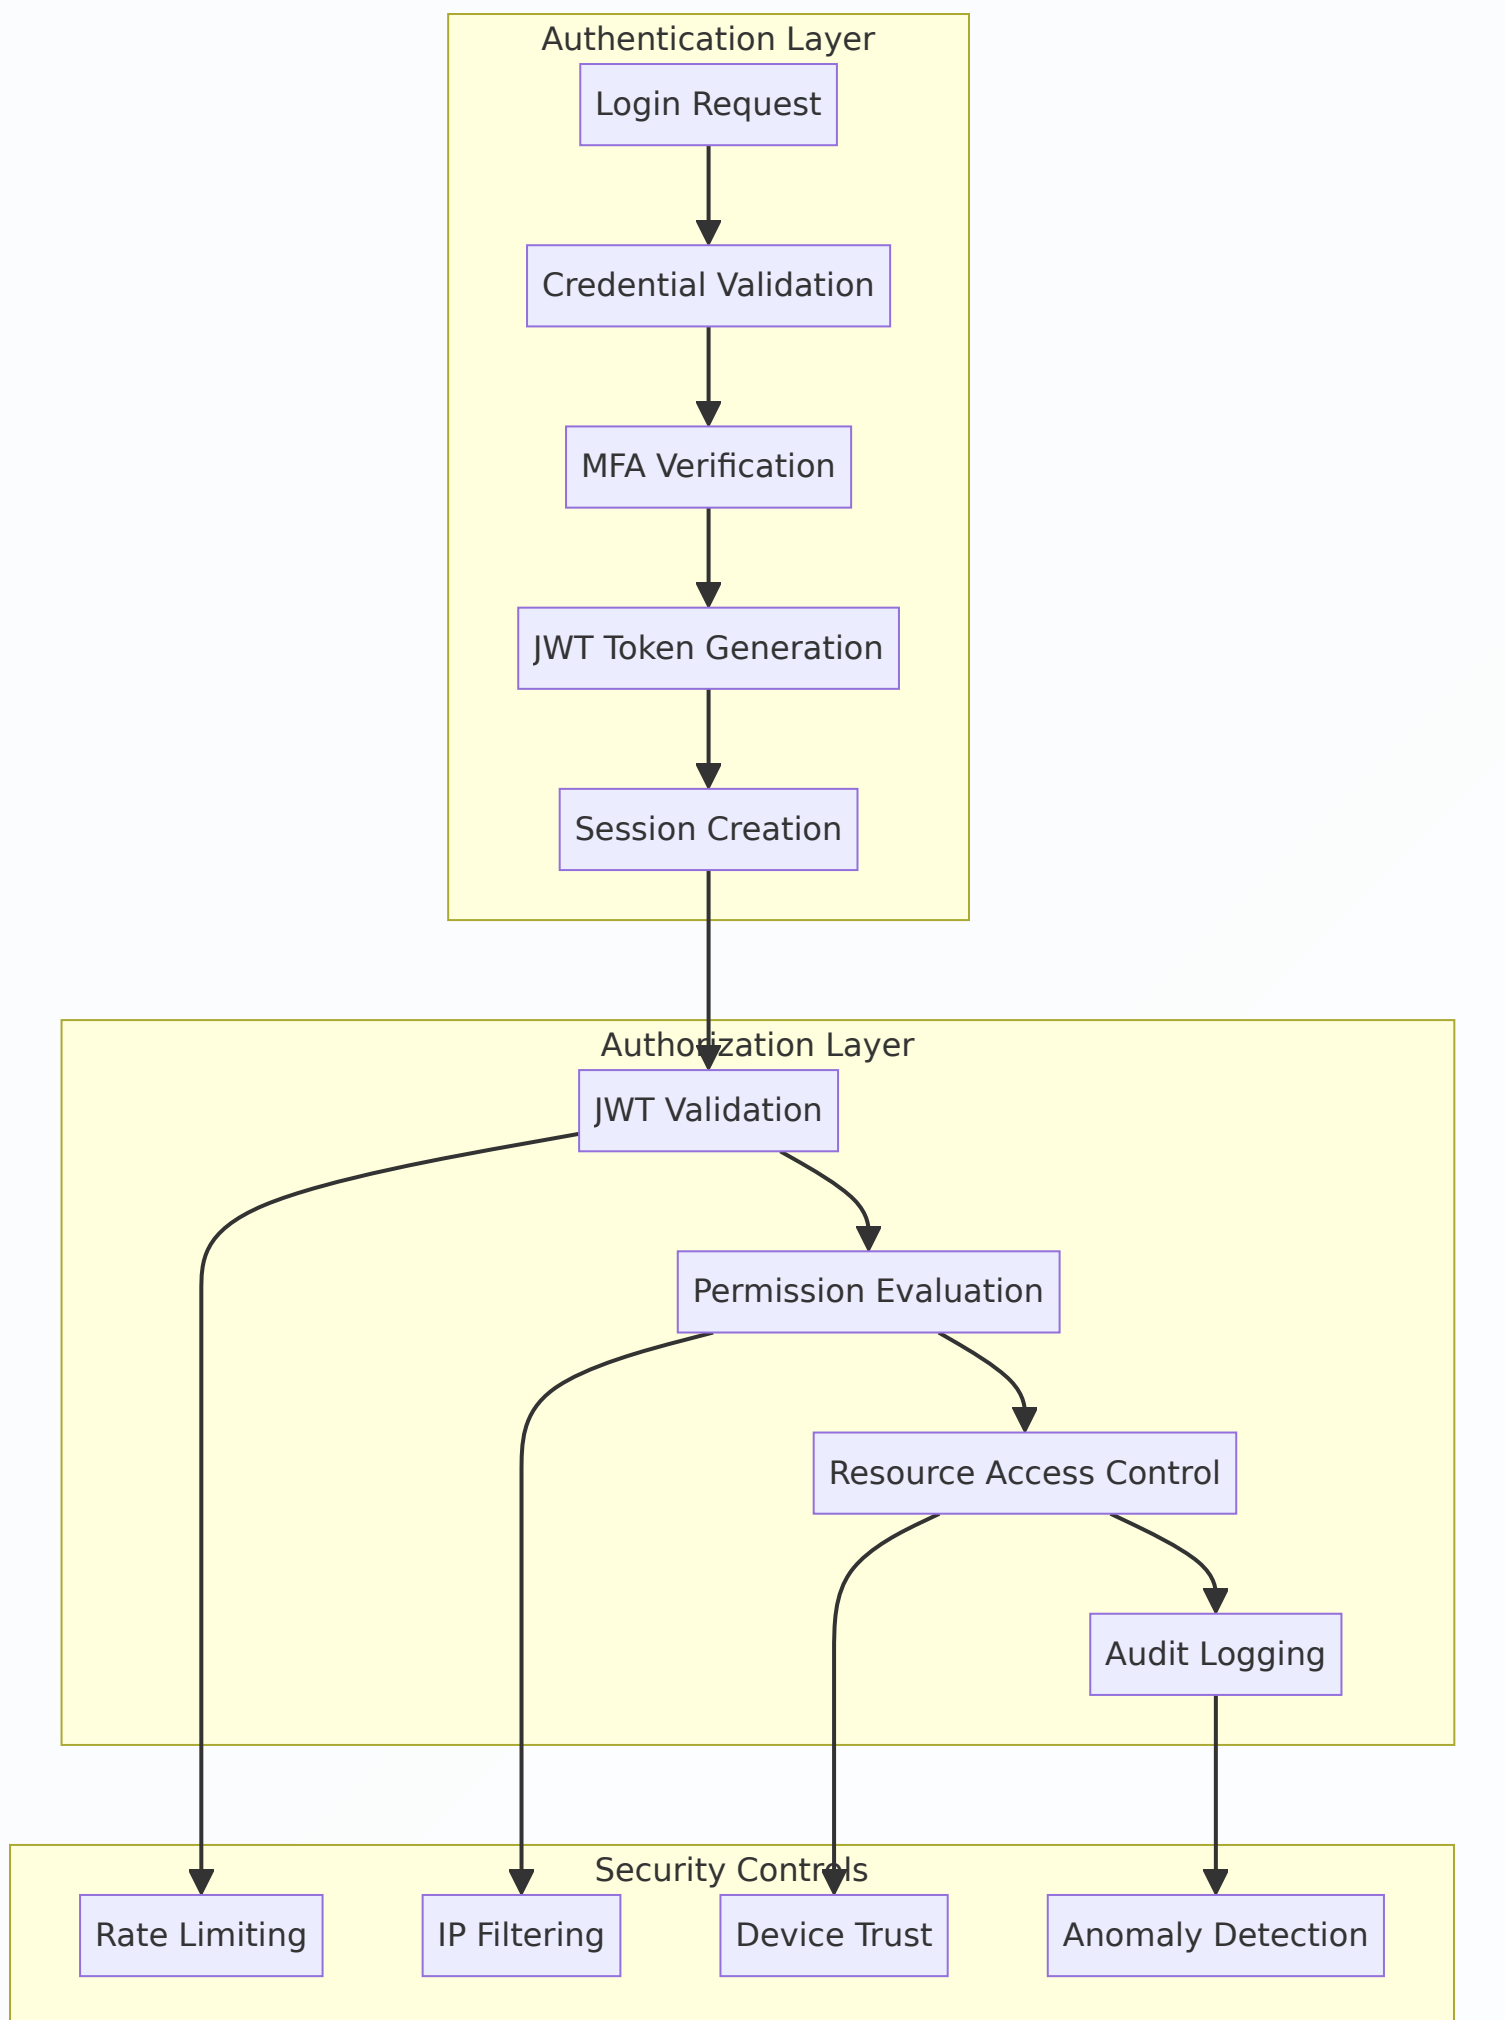 Authentication Layer
Login Request
Credential Validation
MFA Verification
JWT Token Generation
Session Creation
Authorization Layer
JWT Validation
Permission Evaluation
Resource Access Control
Audit Logging
Security Controls
Rate Limiting
IP Filtering
Device Trust
Anomaly Detection